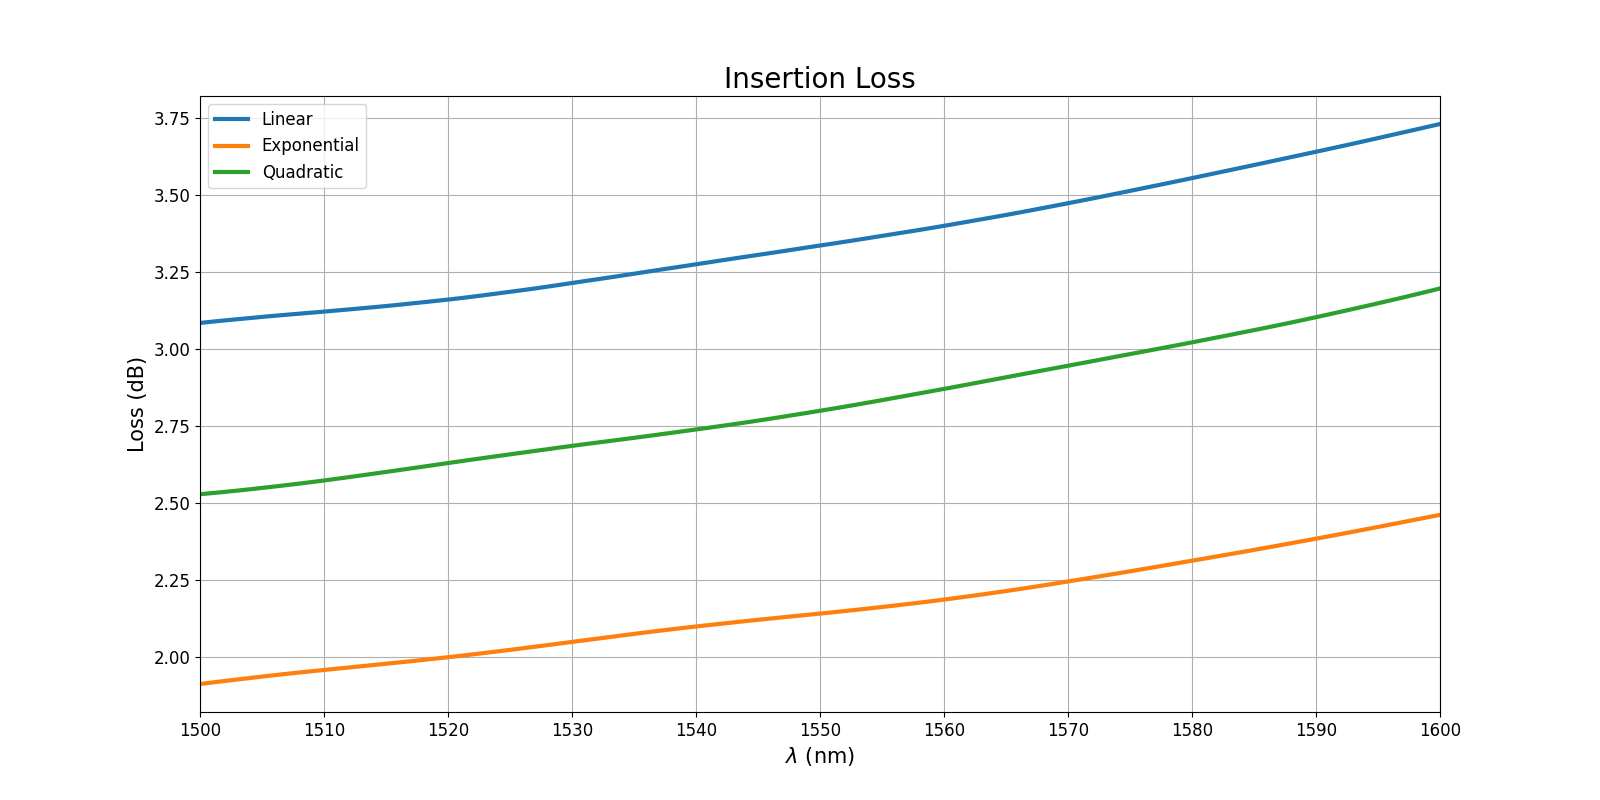 Insertion Loss
Linear
Exponential
Quadratic
3.75
3.50
3.25
3.00
2.75
2.50
2.25
2.00
Loss (dB)
1500 1510 1520 1530 1540 1550 1560 1570 1580 1590 1600
λ (nm)